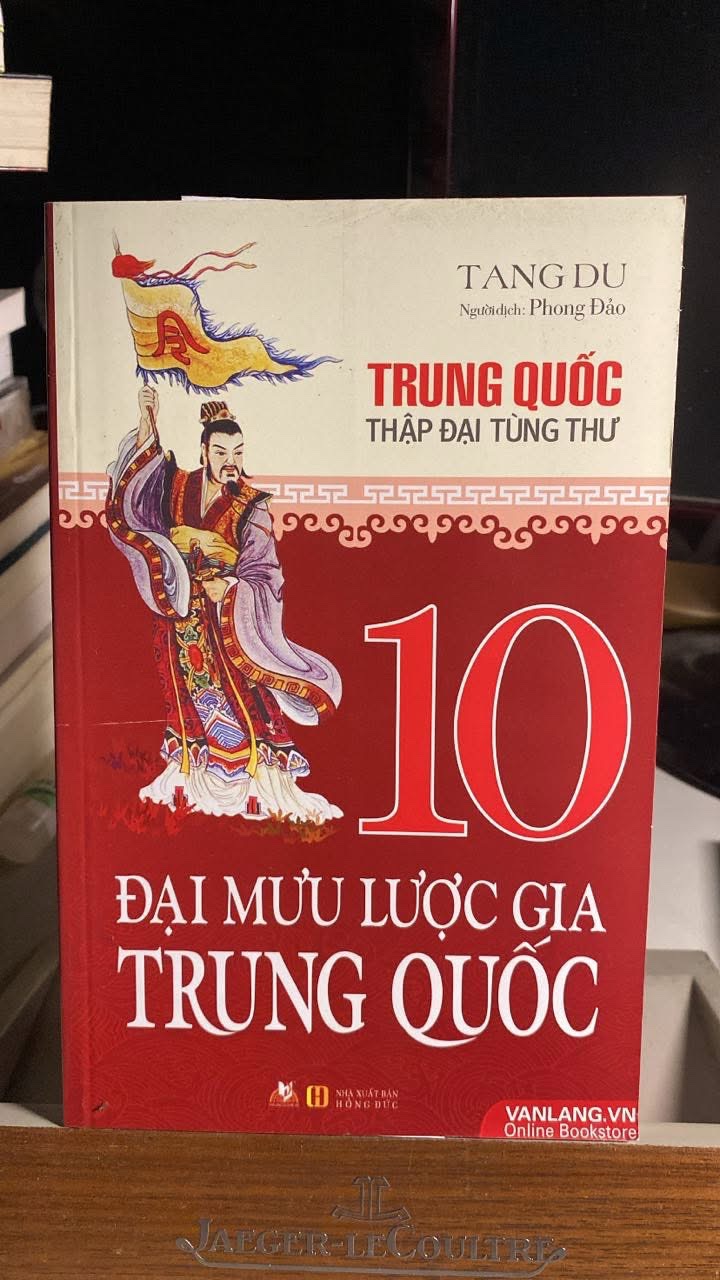 TANG DU
Người dịch: Phong Đảo
TRUNG QUỐC
THẬP ĐẠI TÙNG THƯ
10
ĐẠI MƯU LƯỢC GIA
TRUNG QUỐC
NHÀ XUẤT BẢN
HỒNG ĐỨC
VANLANG.VN
Online Bookstore
JAEGER-LECOULTRE